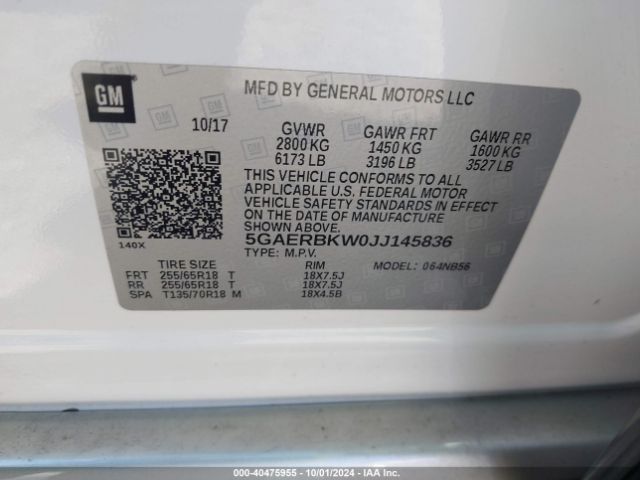 GM
MFD BY GENERAL MOTORS LLC
10/17 GVWR GAWR FRT GAWR RR
2800 KG 1450 KG 1600 KG
6173 LB 3196 LB 3527 LB
THIS VEHICLE CONFORMS TO ALL
APPLICABLE U.S. FEDERAL MOTOR
VEHICLE SAFETY STANDARDS IN EFFECT
ON THE DATE OF MANUFACTURE
SHOWN ABOVE.
140X 5GAERBKW0JJ145836
TYPE: M.P.V. MODEL: 064NB56
TIRE SIZE RIM
FRT 255/65R18 T 18X7.5J
RR 255/65R18 T 18X7.5J
SPA T135/70R18 M 18X4.5B
000-40475955 - 10/01/2024 - IAA Inc.